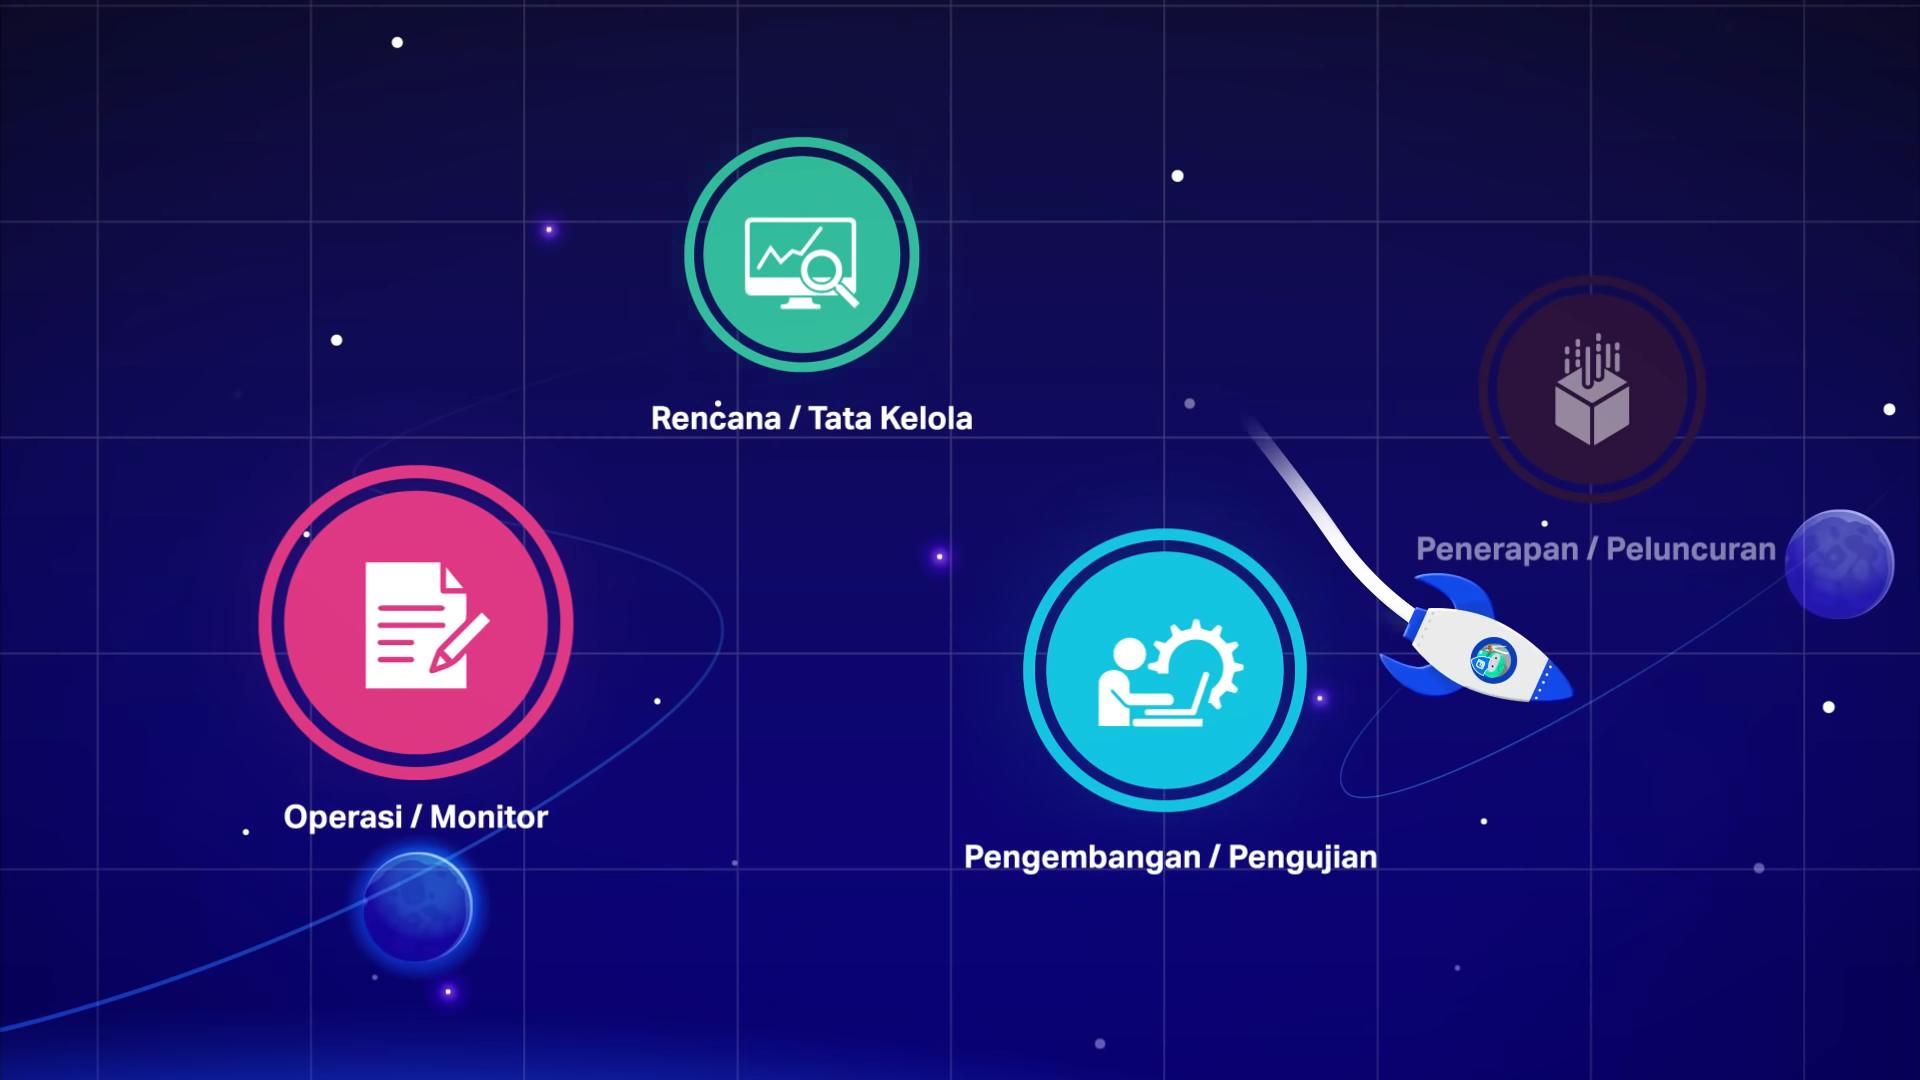 Rencana / Tata Kelola
Penerapan / Peluncuran
Operasi / Monitor
Pengembangan / Pengujian